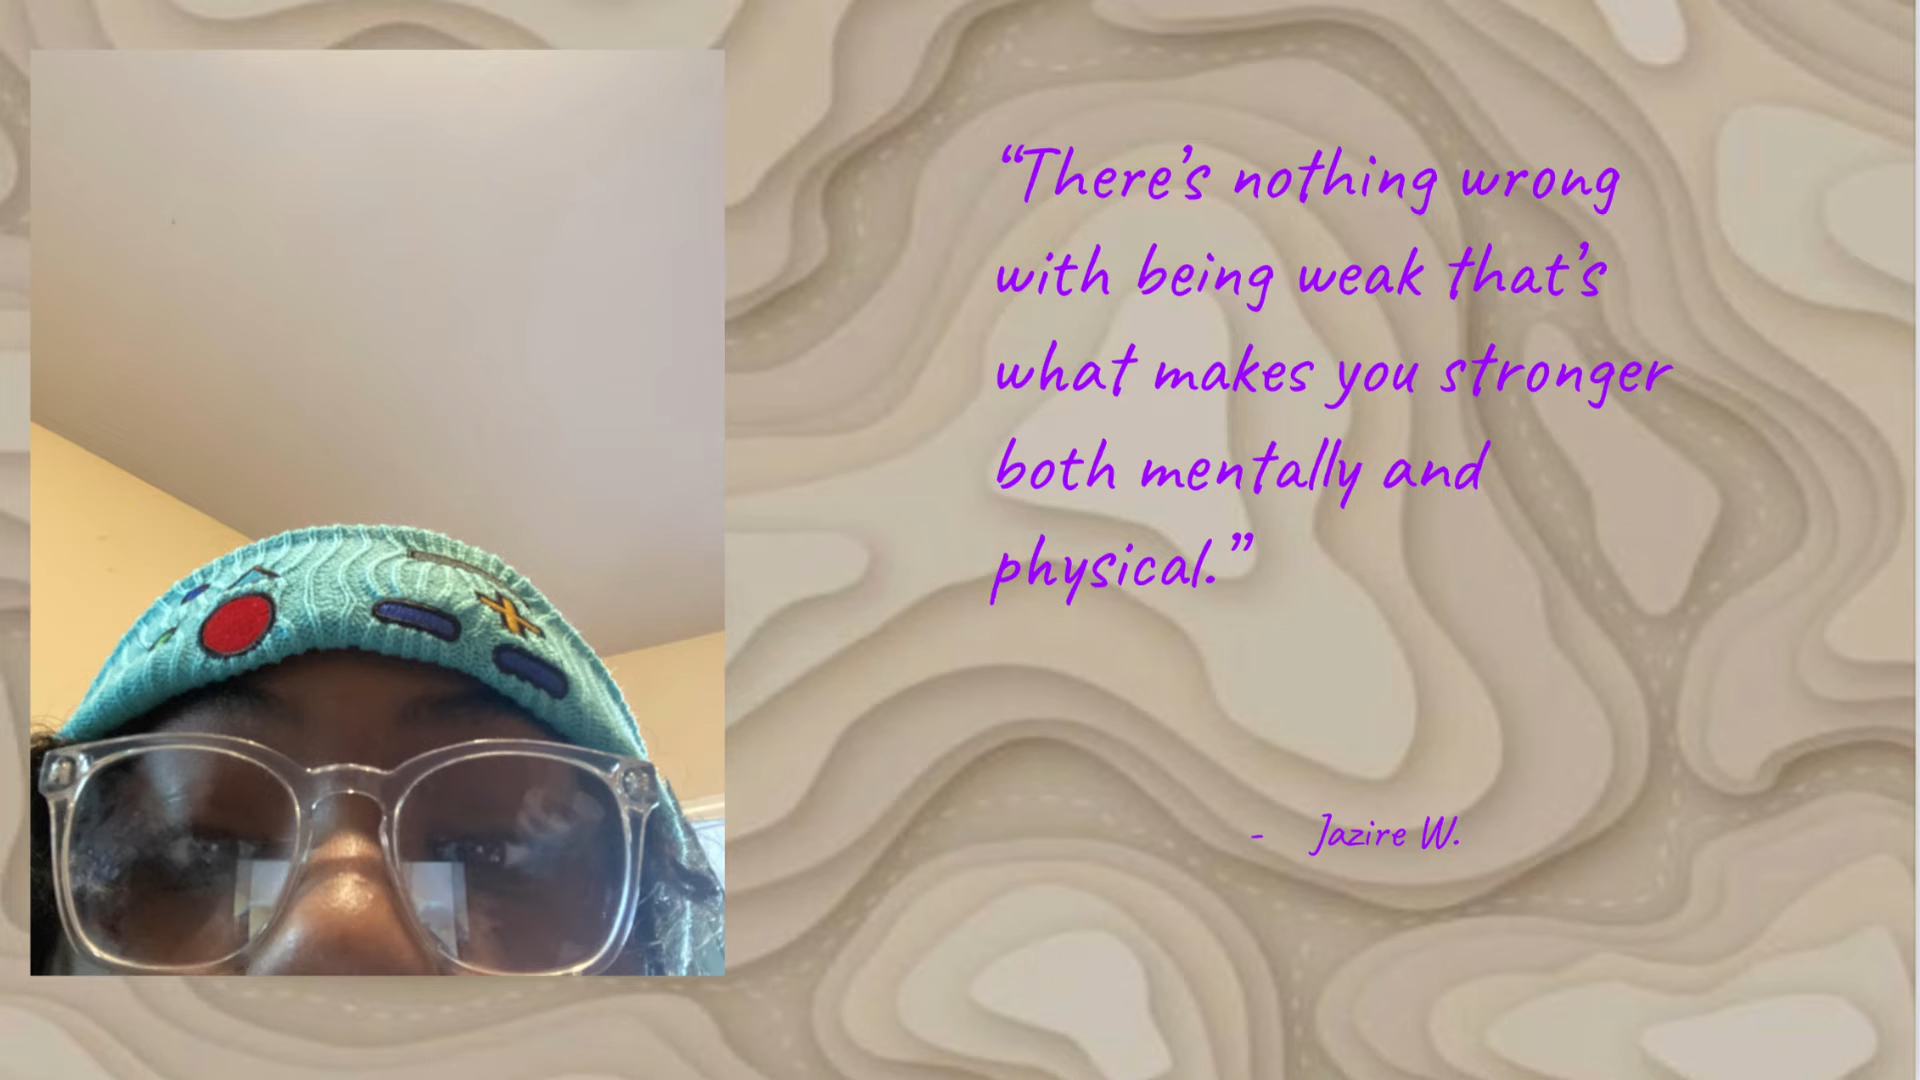 “There’s nothing wrong
with being weak that’s
what makes you stronger
both mentally and
physical.”
- Jazire W.